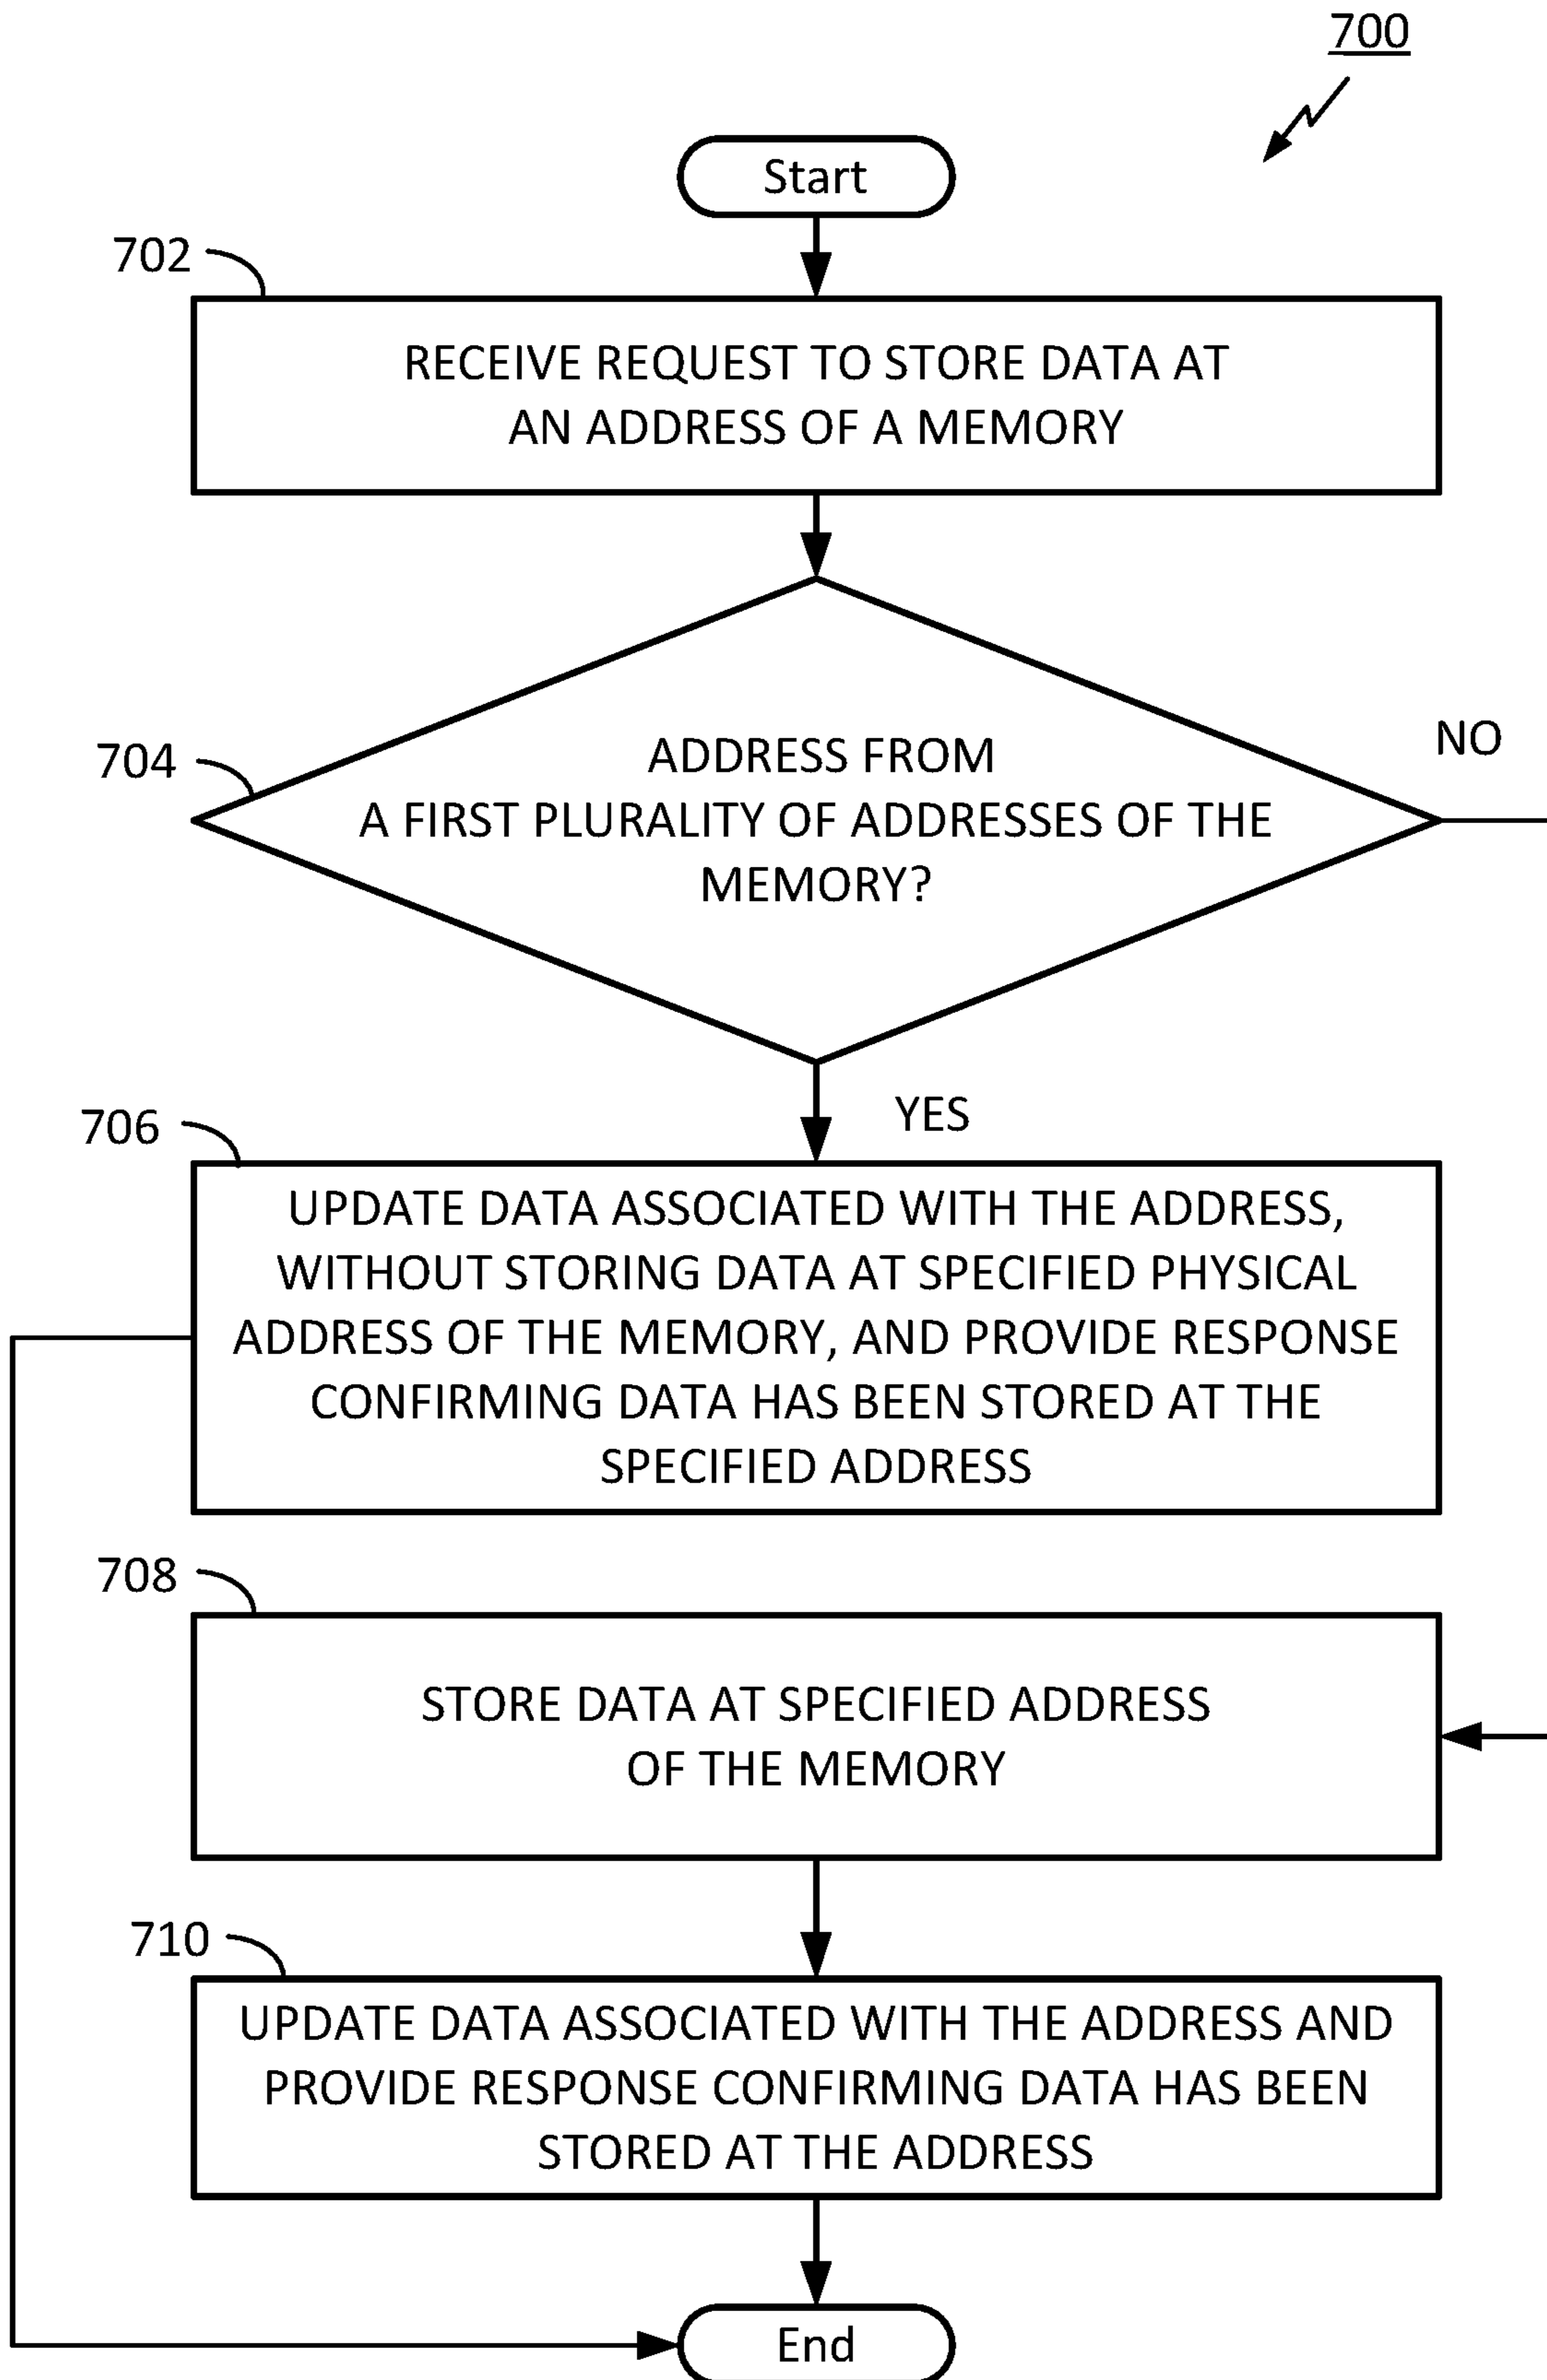 700
Start
702
RECEIVE REQUEST TO STORE DATA AT
AN ADDRESS OF A MEMORY
704
ADDRESS FROM
A FIRST PLURALITY OF ADDRESSES OF THE
MEMORY?
NO
YES
706
UPDATE DATA ASSOCIATED WITH THE ADDRESS,
WITHOUT STORING DATA AT SPECIFIED PHYSICAL
ADDRESS OF THE MEMORY, AND PROVIDE RESPONSE
CONFIRMING DATA HAS BEEN STORED AT THE
SPECIFIED ADDRESS
708
STORE DATA AT SPECIFIED ADDRESS
OF THE MEMORY
710
UPDATE DATA ASSOCIATED WITH THE ADDRESS AND
PROVIDE RESPONSE CONFIRMING DATA HAS BEEN
STORED AT THE ADDRESS
End